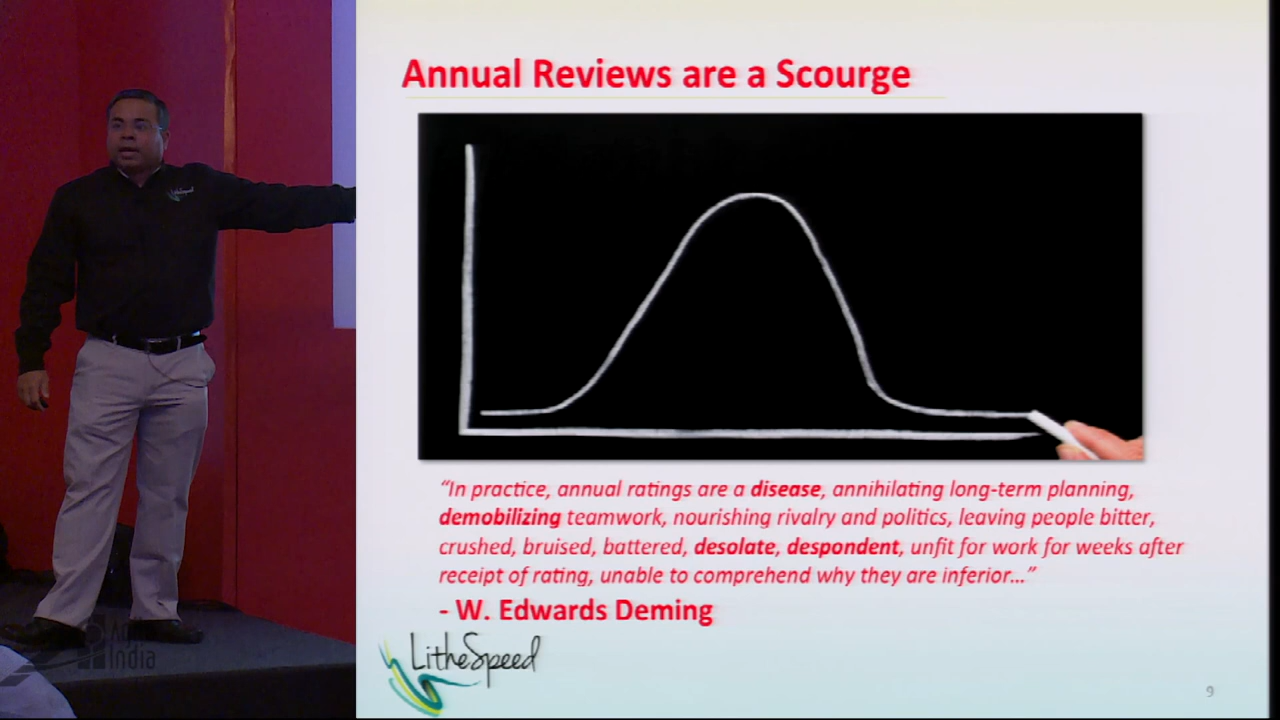 Annual Reviews are a Scourge
“In practice, annual ratings are a disease, annihilating long-term planning,
demobilizing teamwork, nourishing rivalry and politics, leaving people bitter,
crushed, bruised, battered, desolate, despondent, unfit for work for weeks after
receipt of rating, unable to comprehend why they are inferior...”
- W. Edwards Deming
LitheSpeed
9
India